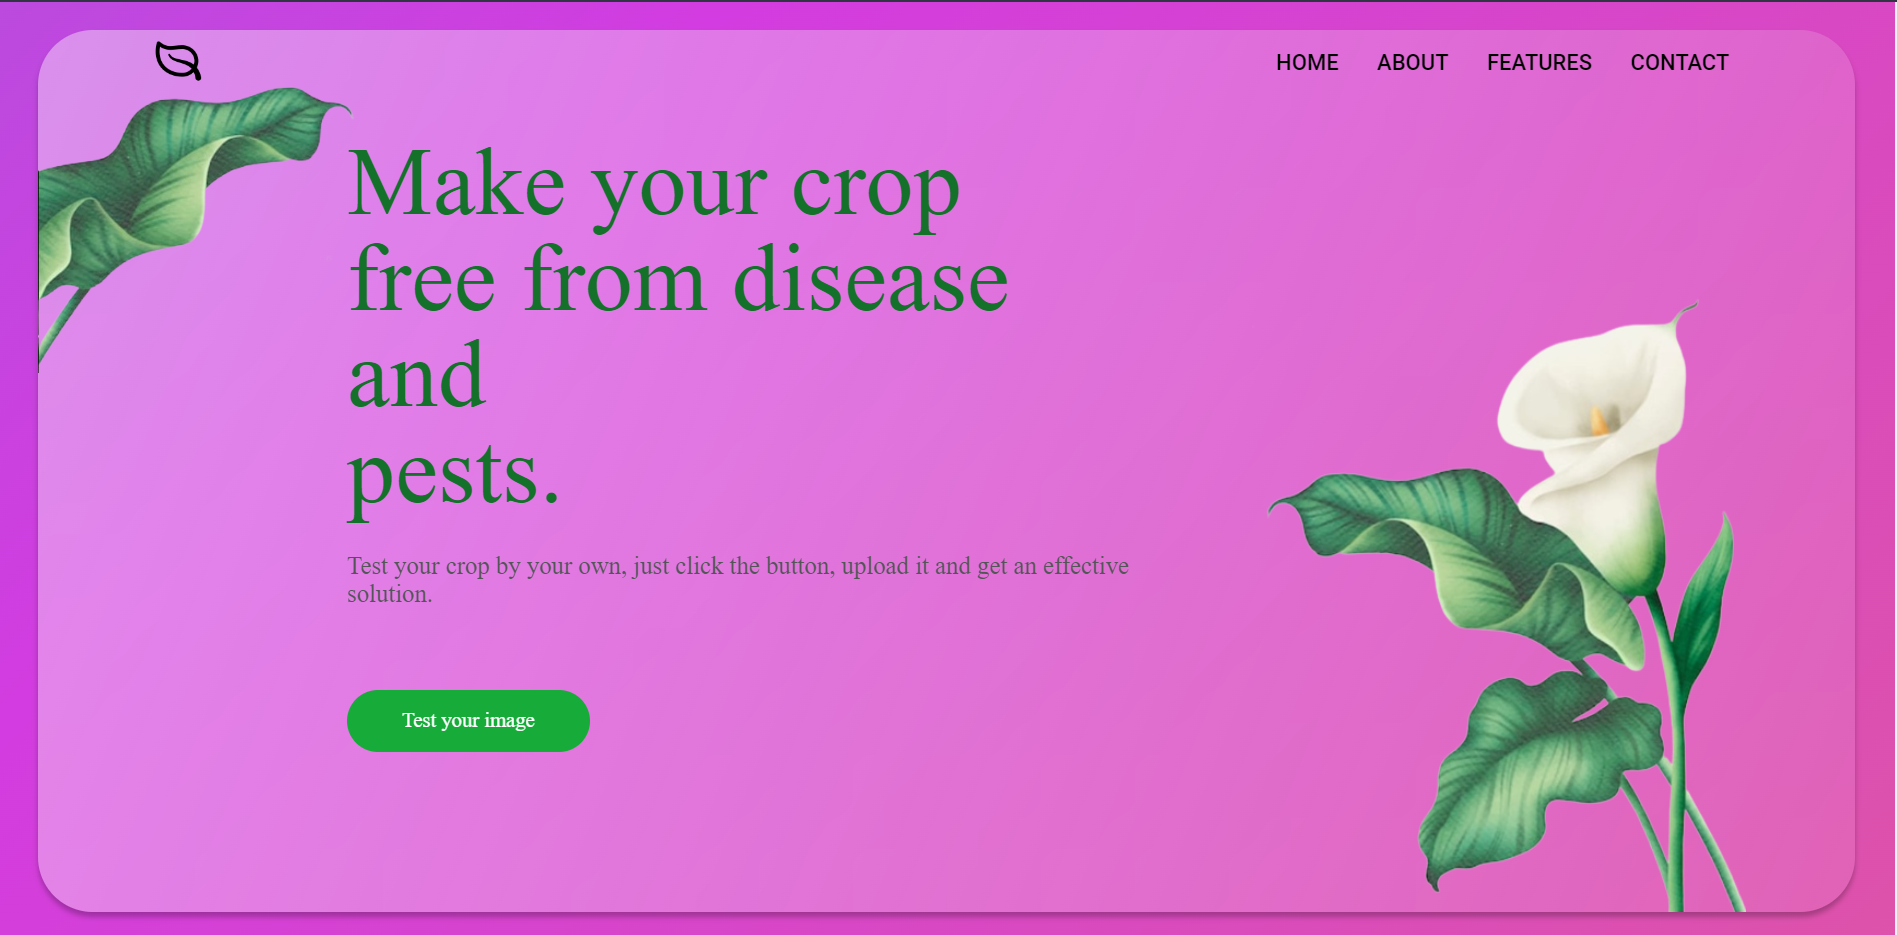 HOME ABOUT FEATURES CONTACT
Make your crop
free from disease
and
pests.
Test your crop by your own, just click the button, upload it and get an effective
solution.
Test your image